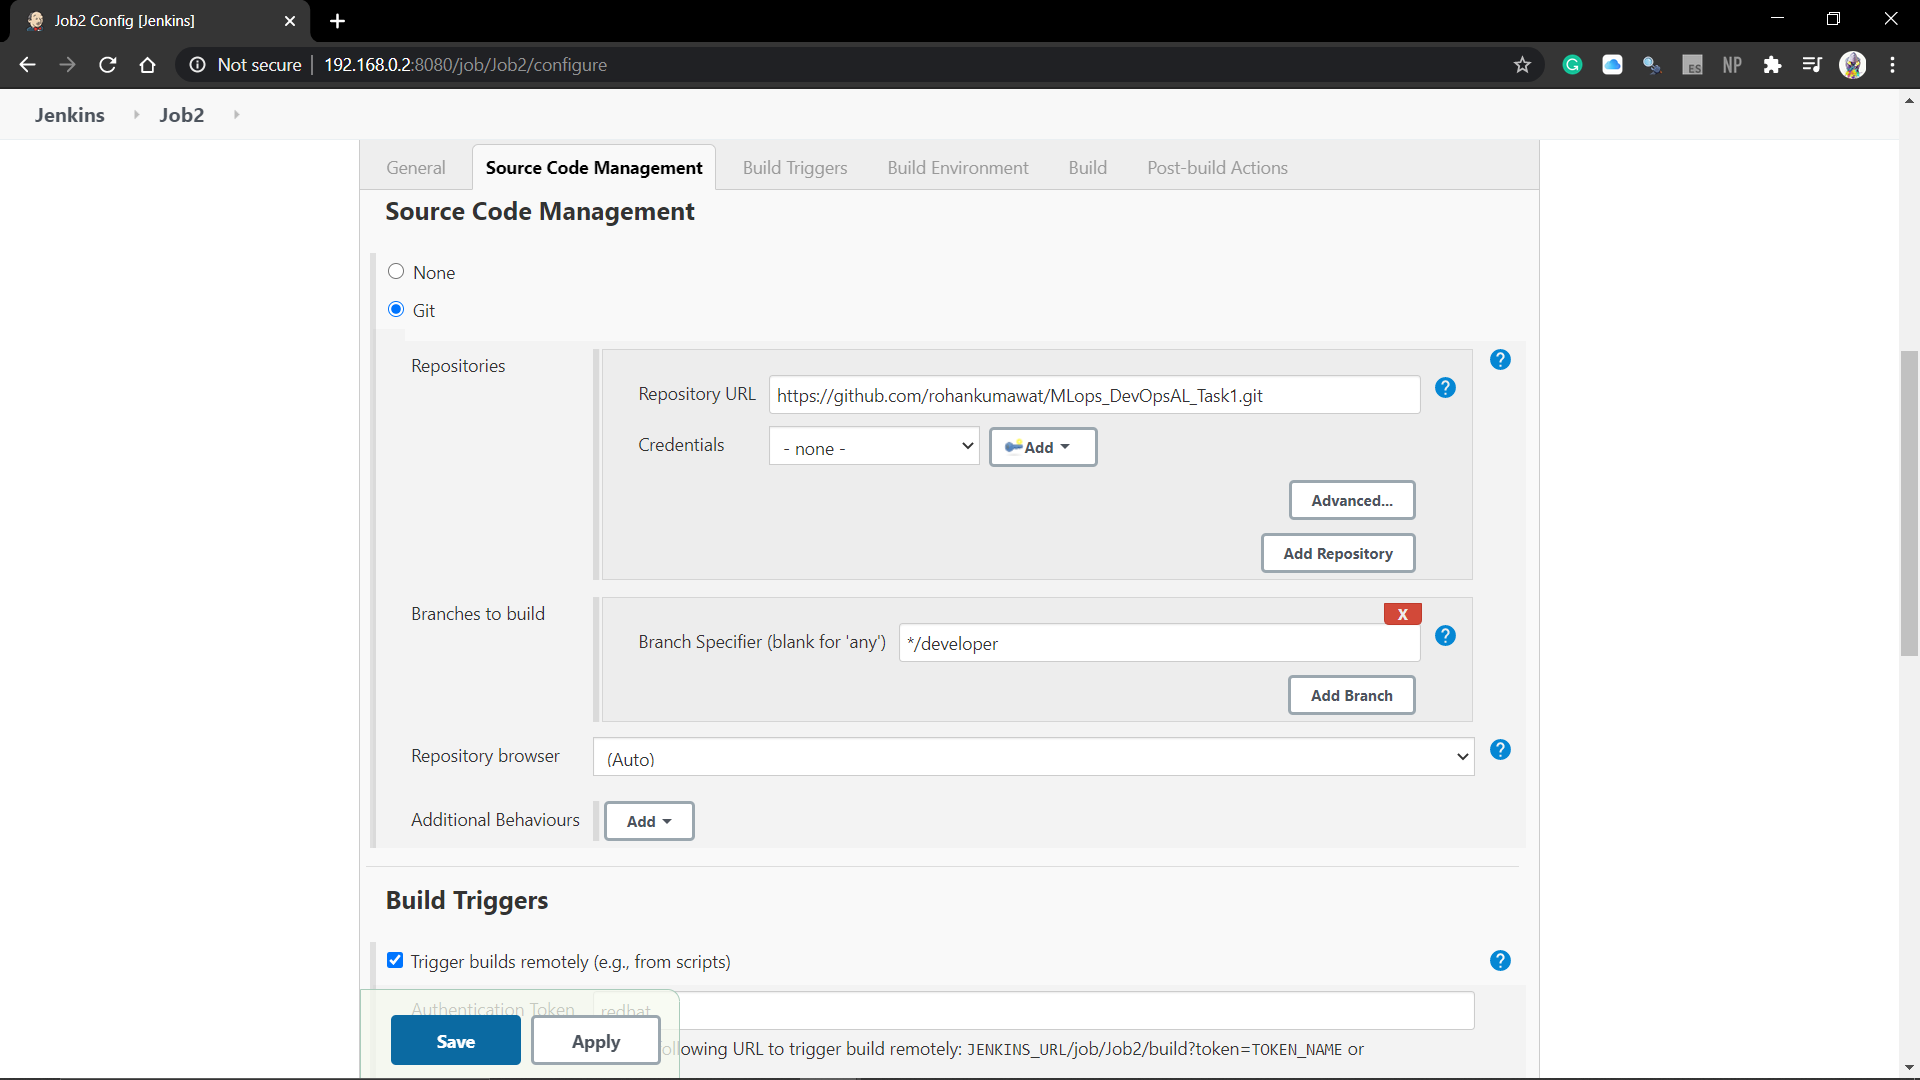 Job2 Config [Jenkins]
Not secure 192.168.0.2:8080/job/Job2/configure
ES NP
Jenkins Job2
General Source Code Management Build Triggers Build Environment Build Post-build Actions
Source Code Management
None
Git
Repositories
Repository URL https://github.com/rohankumawat/MLops_DevOpsAL_Task1.git
Credentials - none - Add
Advanced...
Add Repository
Branches to build
X
Branch Specifier (blank for 'any') */developer
Add Branch
Repository browser (Auto)
Additional Behaviours Add
Build Triggers
Trigger builds remotely (e.g., from scripts)
Authentication Token redhat
Save Apply
llowing URL to trigger build remotely: JENKINS_URL/job/Job2/build?token=TOKEN_NAME or